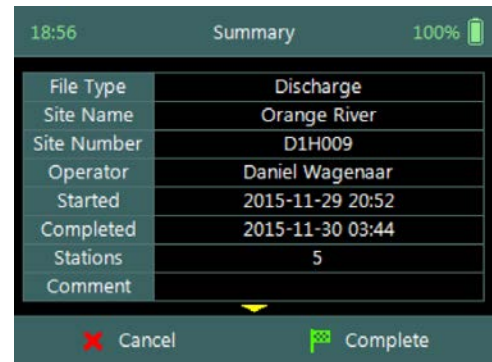 18:56 Summary 100%
File Type Discharge
Site Name Orange River
Site Number D1H009
Operator Daniel Wagenaar
Started 2015-11-29 20:52
Completed 2015-11-30 03:44
Stations 5
Comment
Cancel Complete